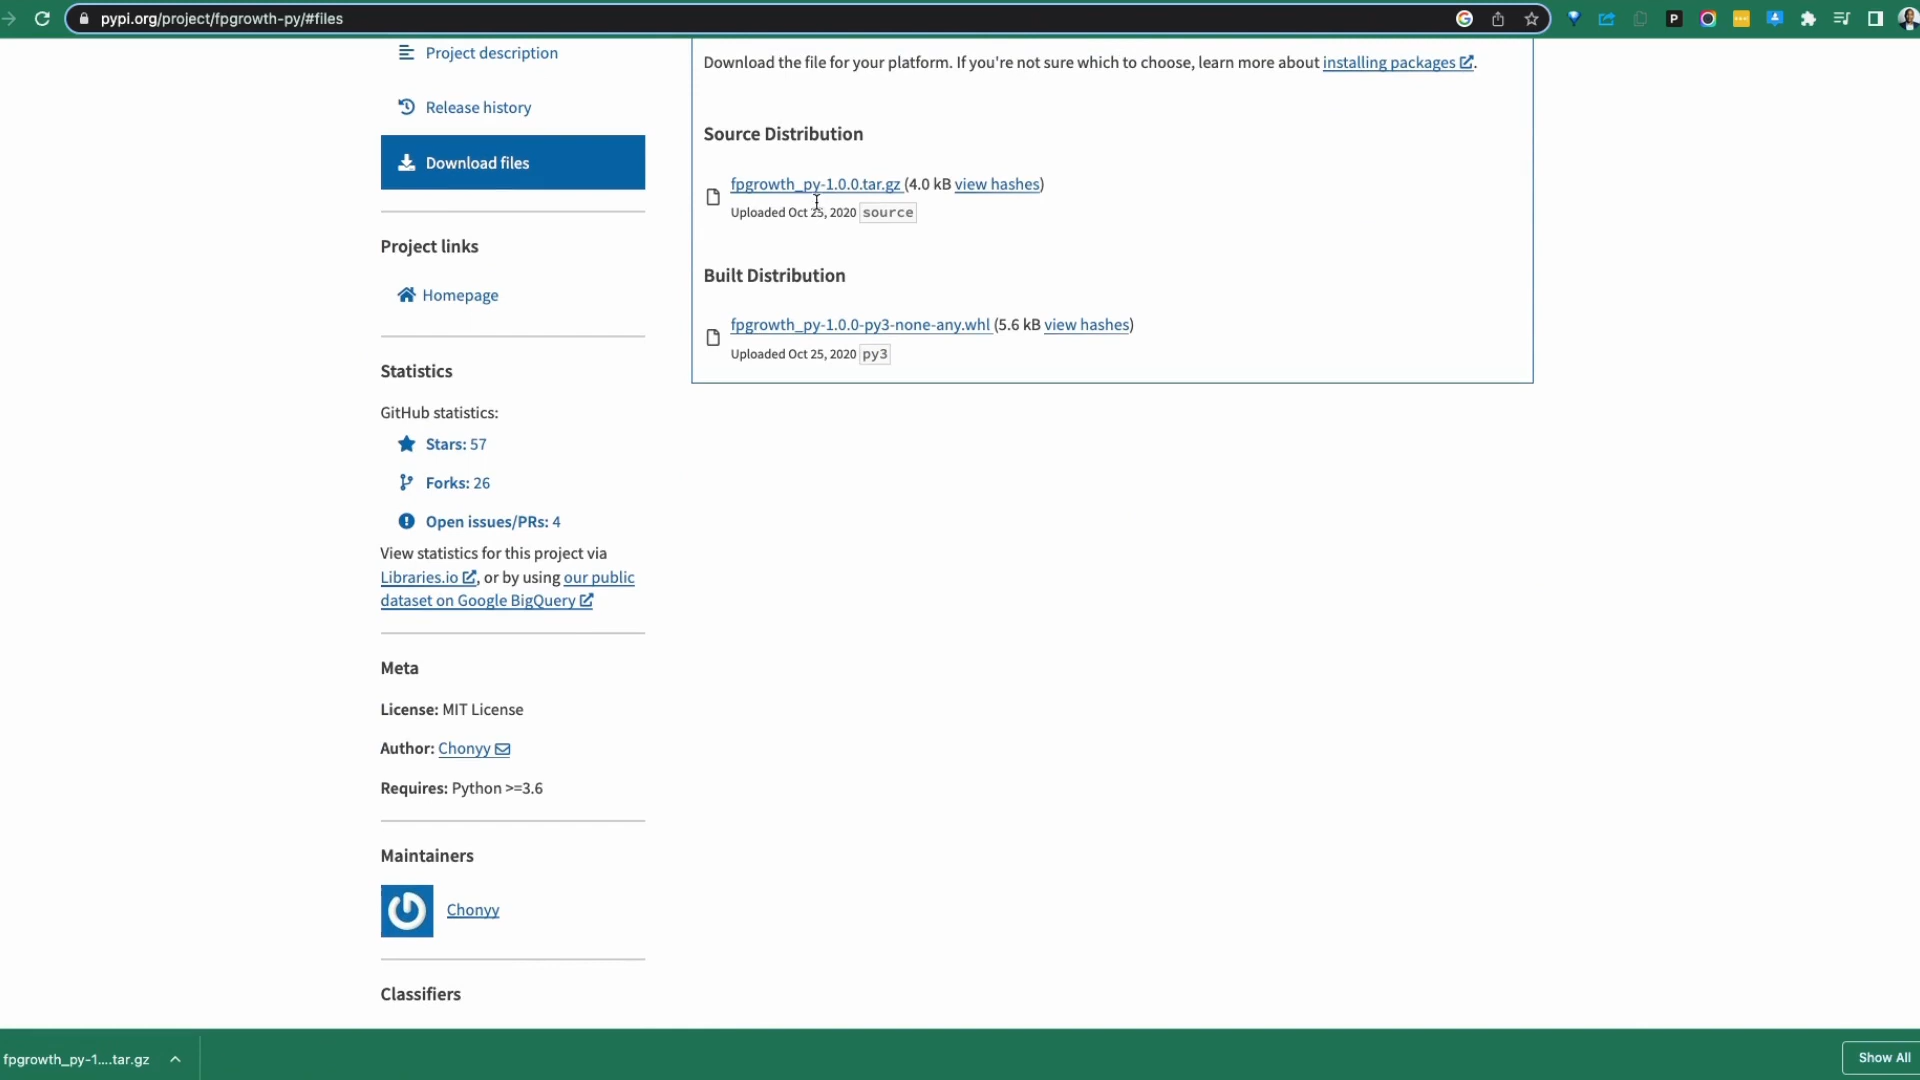 pypi.org/project/fpgrowth-py/#files
Project description
Release history
Download files
Project links
Homepage
Statistics
GitHub statistics:
Stars: 57
Forks: 26
Open issues/PRs: 4
View statistics for this project via
Libraries.io, or by using our public
dataset on Google BigQuery
Meta
License: MIT License
Author: Chonyy
Requires: Python >=3.6
Maintainers
Chonyy
Classifiers
Download the file for your platform. If you're not sure which to choose, learn more about installing packages.
Source Distribution
fpgrowth_py-1.0.0.tar.gz (4.0 kB view hashes)
Uploaded Oct 25, 2020 source
Built Distribution
fpgrowth_py-1.0.0-py3-none-any.whl (5.6 kB view hashes)
Uploaded Oct 25, 2020 py3
fpgrowth_py-1....tar.gz
Show All